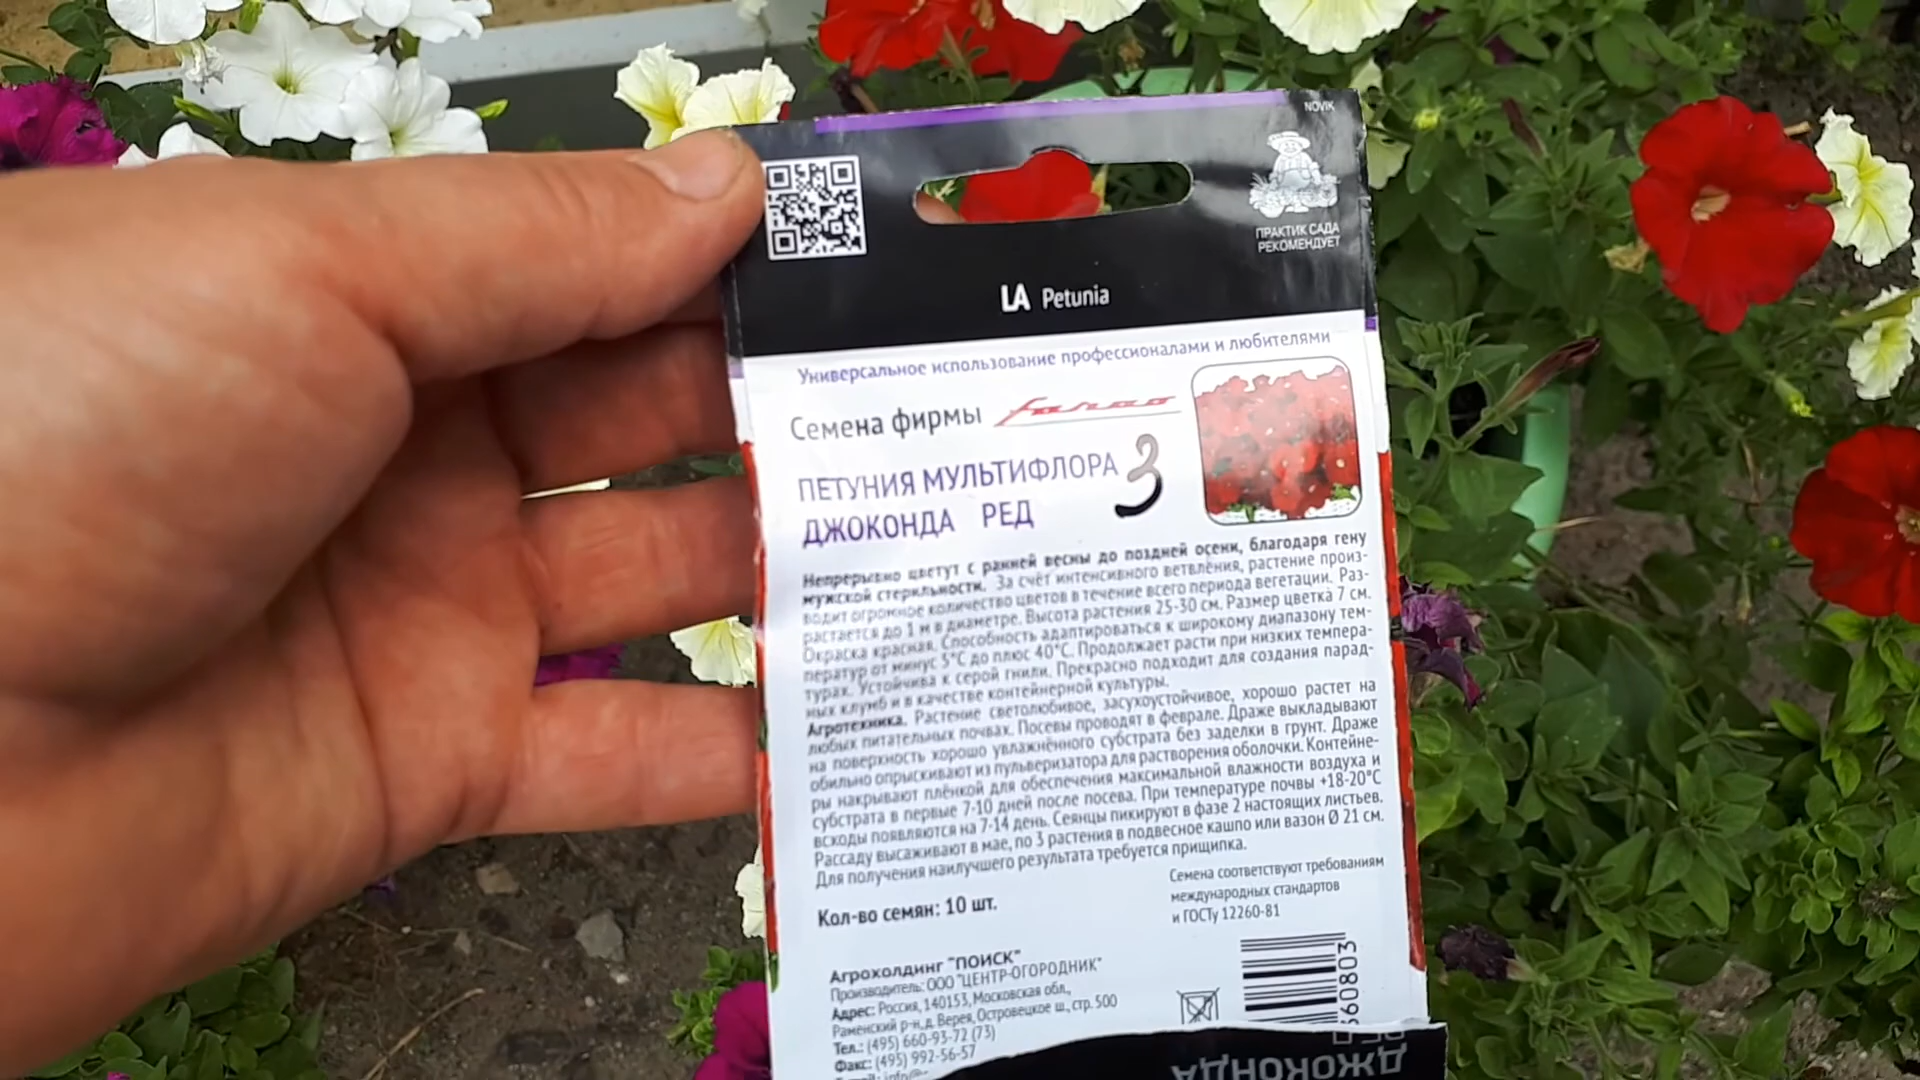 NOVIK
ПРАКТИК САДА
РЕКОМЕНДУЕТ
LA Petunia
Универсальное использование профессионалами и любителями
Семена фирмы farao
ПЕТУНИЯ МУЛЬТИФЛОРА 3
ДЖОКОНДА РЕД
Непрерывно цветут с ранней весны до поздней осени, благодаря гену
мужской стерильности. За счёт интенсивного ветвления, растение произ-
водит огромное количество цветов в течение всего периода вегетации. Раз-
растается до 1 м в диаметре. Высота растения 25-30 см. Размер цветка 7 см.
Окраска красная. Способность адаптироваться к широкому диапазону тем-
ператур от минус 5°С до плюс 40°С. Продолжает расти при низких темпера-
турах. Устойчива к серой гнили. Прекрасно подходит для создания парад-
ных клумб и в качестве контейнерной культуры.
Агротехника. Растение светолюбивое, засухоустойчивое, хорошо растет на
любых питательных почвах. Посевы проводят в феврале. Драже выкладывают
на поверхность хорошо увлажнённого субстрата без заделки в грунт. Драже
обильно опрыскивают из пульверизатора для растворения оболочки. Контейне-
ры накрывают плёнкой для обеспечения максимальной влажности воздуха и
субстрата в первые 7-10 дней после посева. При температуре почвы +18-20°С
всходы появляются на 7-14 день. Сеянцы пикируют в фазе 2 настоящих листьев.
Рассаду высаживают в мае, по 3 растения в подвесное кашпо или вазон Ø 21 см.
Для получения наилучшего результата требуется прищипка.
Кол-во семян: 10 шт.
Семена соответствуют требованиям
международных стандартов
и ГОСТу 12260-81
Агрохолдинг "ПОИСК"
Производитель: ООО "ЦЕНТР-ОГОРОДНИК"
Адрес: Россия, 140153, Московская обл.,
Раменский р-н, д. Верея, Островецкое ш., стр. 500
Тел.: (495) 660-93-72 (73)
Факс: (495) 992-56-57
60803
ДЖОКОНДА
РЕД